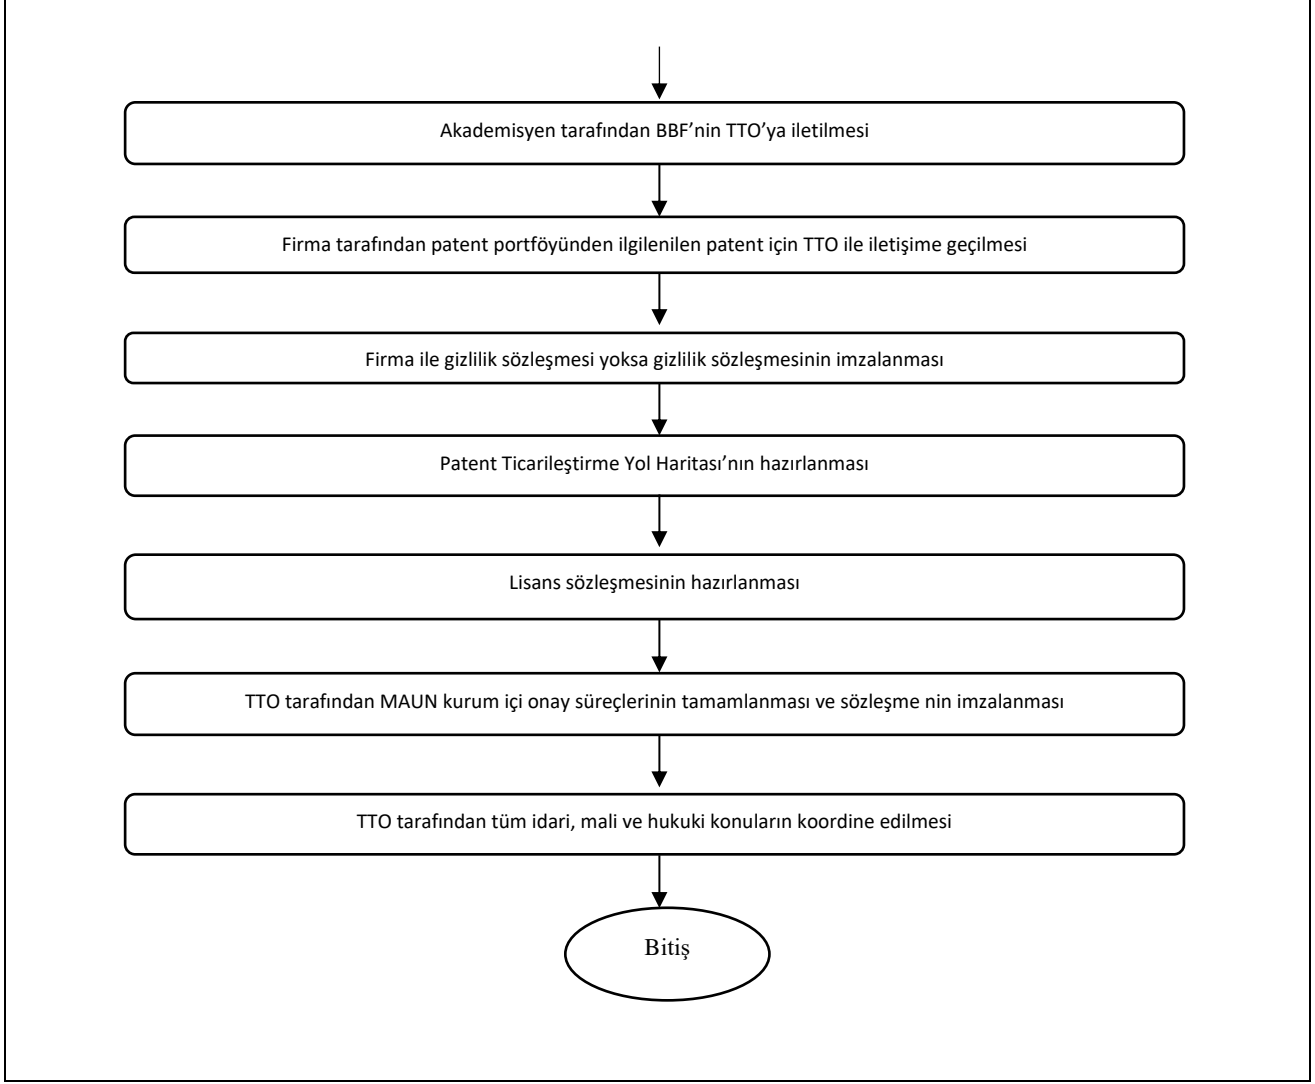 Akademisyen tarafından BBF’nin TTO’ya iletilmesi
Firma tarafından patent portföyünden ilgilenilen patent için TTO ile iletişime geçilmesi
Firma ile gizlilik sözleşmesi yoksa gizlilik sözleşmesinin imzalanması
Patent Ticarileştirme Yol Haritası’nın hazırlanması
Lisans sözleşmesinin hazırlanması
TTO tarafından MAUN kurum içi onay süreçlerinin tamamlanması ve sözleşme nin imzalanması
TTO tarafından tüm idari, mali ve hukuki konuların koordine edilmesi
Bitiş